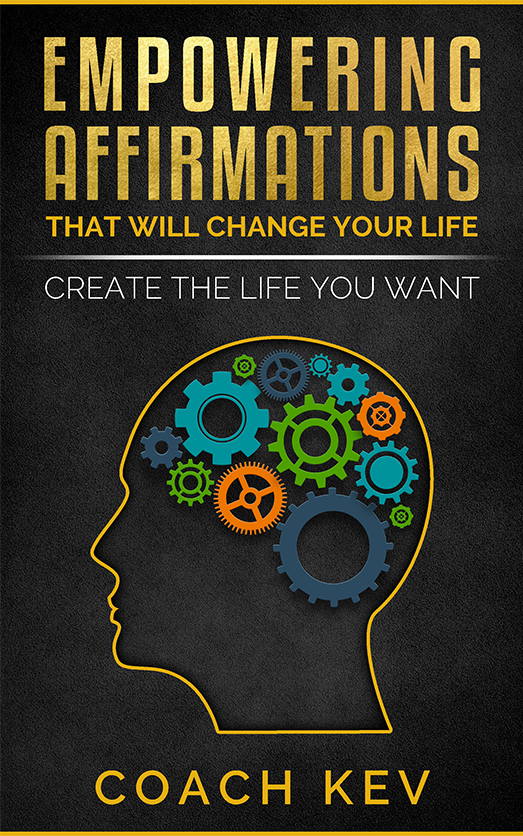 EMPOWERING
AFFIRMATIONS
THAT WILL CHANGE YOUR LIFE
CREATE THE LIFE YOU WANT
COACH KEV